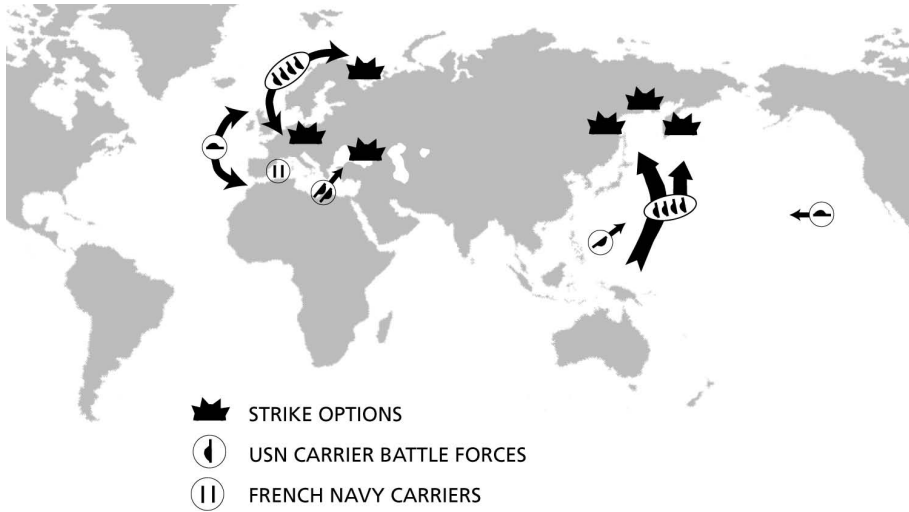 STRIKE OPTIONS
USN CARRIER BATTLE FORCES
FRENCH NAVY CARRIERS